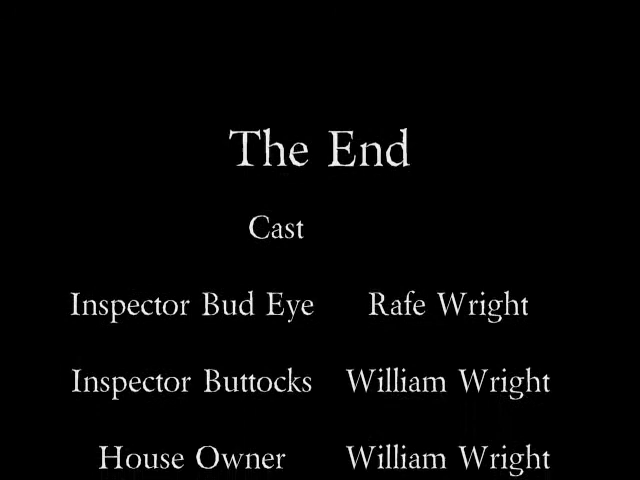 The End
Cast
Inspector Bud Eye Rafe Wright
Inspector Buttocks William Wright
House Owner William Wright